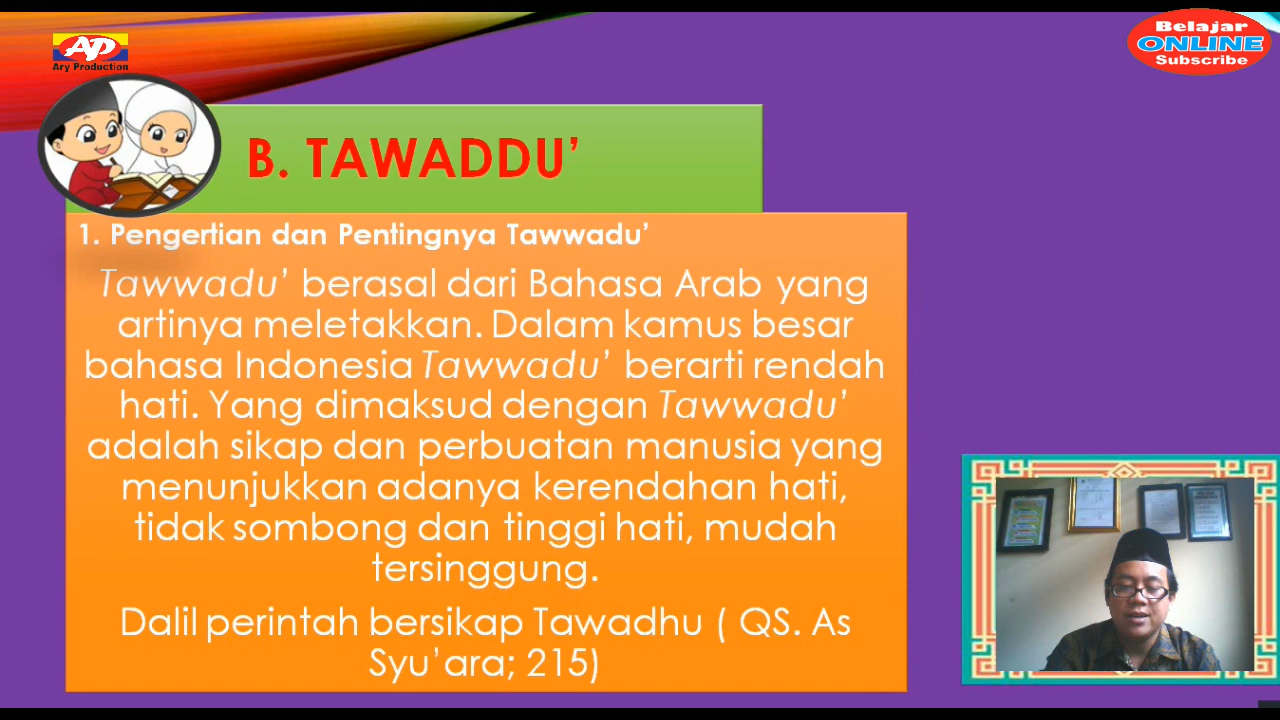 AP
Ary Production
Belajar
ONLINE
Subscribe
B. TAWADDU’
1. Pengertian dan Pentingnya Tawwadu’
Tawwadu’ berasal dari Bahasa Arab yang
artinya meletakkan. Dalam kamus besar
bahasa Indonesia Tawwadu’ berarti rendah
hati. Yang dimaksud dengan Tawwadu’
adalah sikap dan perbuatan manusia yang
menunjukkan adanya kerendahan hati,
tidak sombong dan tinggi hati, mudah
tersinggung.
Dalil perintah bersikap Tawadhu ( QS. As
Syu’ara; 215)